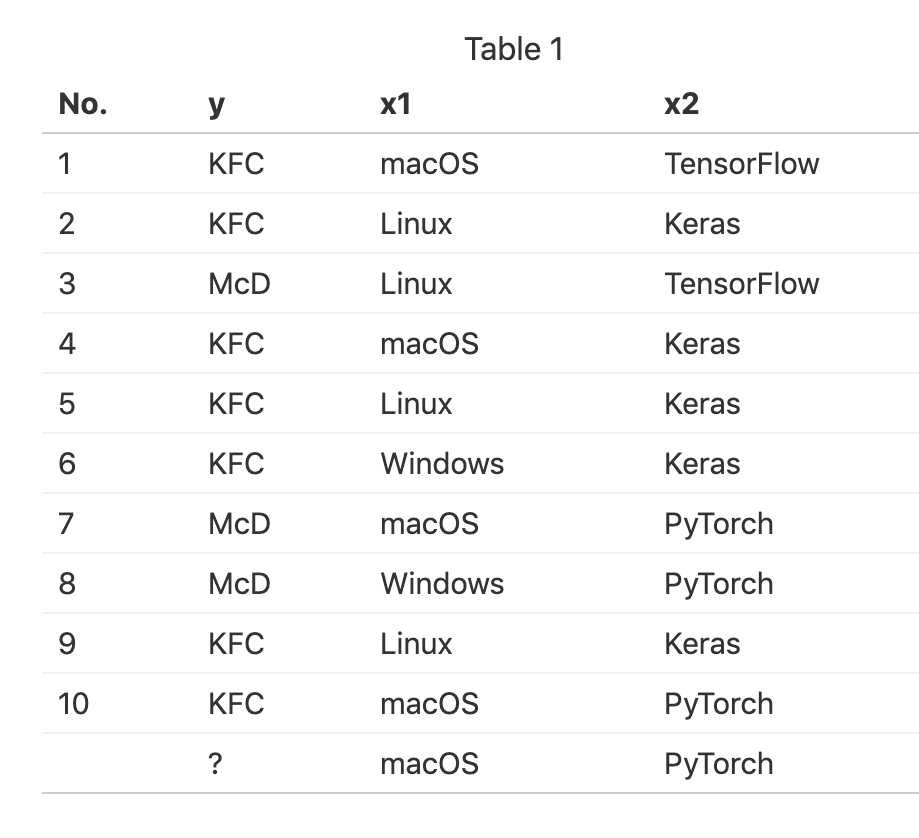 Table 1
No. y x1 x2
1 KFC macOS TensorFlow
2 KFC Linux Keras
3 McD Linux TensorFlow
4 KFC macOS Keras
5 KFC Linux Keras
6 KFC Windows Keras
7 McD macOS PyTorch
8 McD Windows PyTorch
9 KFC Linux Keras
10 KFC macOS PyTorch
? macOS PyTorch